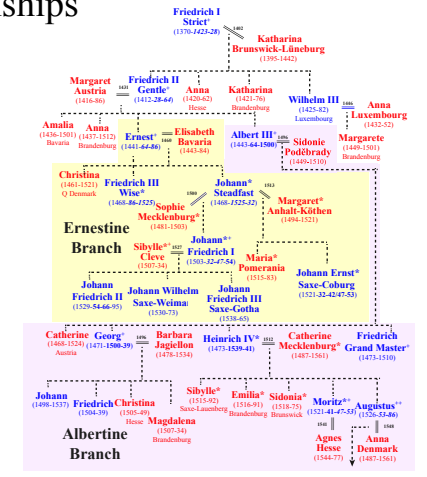 nships
Friedrich I
Strict+
(1370-1423-28)
1402
Katharina
Brunswick-Lüneburg
(1395-1442)
Margaret
Austria
(1416-86)
1431
Friedrich II
Gentle+
(1412-28-64)
Anna
(1420-62)
Hesse
Katharina
(1421-76)
Brandenburg
Wilhelm III
(1425-82)
Luxembourg
1446
Anna
Luxembourg
(1432-52)
Amalia
(1436-1501)
Bavaria
Anna
(1437-1512)
Brandenburg
Ernest+
(1441-64-86)
1460
Elisabeth
Bavaria
(1443-84)
Albert III+
(1443-64-1500)
1496
Sidonie
Poděbrady
(1449-1510)
Margarete
(1449-1501)
Brandenburg
Christina
(1461-1521)
Q Denmark
Friedrich III
Wise*
(1468-86-1525)
1500
Johann*
Steadfast
(1468-1525-32)
1512
Sophie
Mecklenburg*
(1481-1503)
Margaret*
Anhalt-Köthen
(1494-1521)
Ernestine
Branch
Sibylle*+
Cleve
(1507-34)
1527
Johann*+
Friedrich I
(1503-32-47-54)
Maria*
Pomerania
(1515-83)
Johann Ernst*
Saxe-Coburg
(1521-32-42/47-53)
Johann
Friedrich II
(1529-54-66-95)
Johann Wilhelm
Saxe-Weimar
(1530-73)
Johann
Friedrich III
Saxe-Gotha
(1538-65)
Catherine
(1468-1524)
Austria
Georg+
(1471-1500-39)
1496
Barbara
Jagiellon
(1478-1534)
Heinrich IV*
(1473-1539-41)
1512
Catherine
Mecklenburg*
(1487-1561)
Friedrich
Grand Master+
(1473-1510)
Johann
(1498-1537)
Friedrich
(1504-39)
Christina
(1505-49)
Hesse
Magdalena
(1507-34)
Brandenburg
Sibylle*
(1515-92)
Saxe-Lauenberg
Emilia*
(1516-91)
Brandenburg
Sidonia*
(1518-75)
Brunswick
Moritz*+
(1521-41-47-53)
1541
Agnes
Hesse
(1544-77)
Augustus*+
(1526-53-86)
1548
Anna
Denmark
(1487-1561)
Albertine
Branch